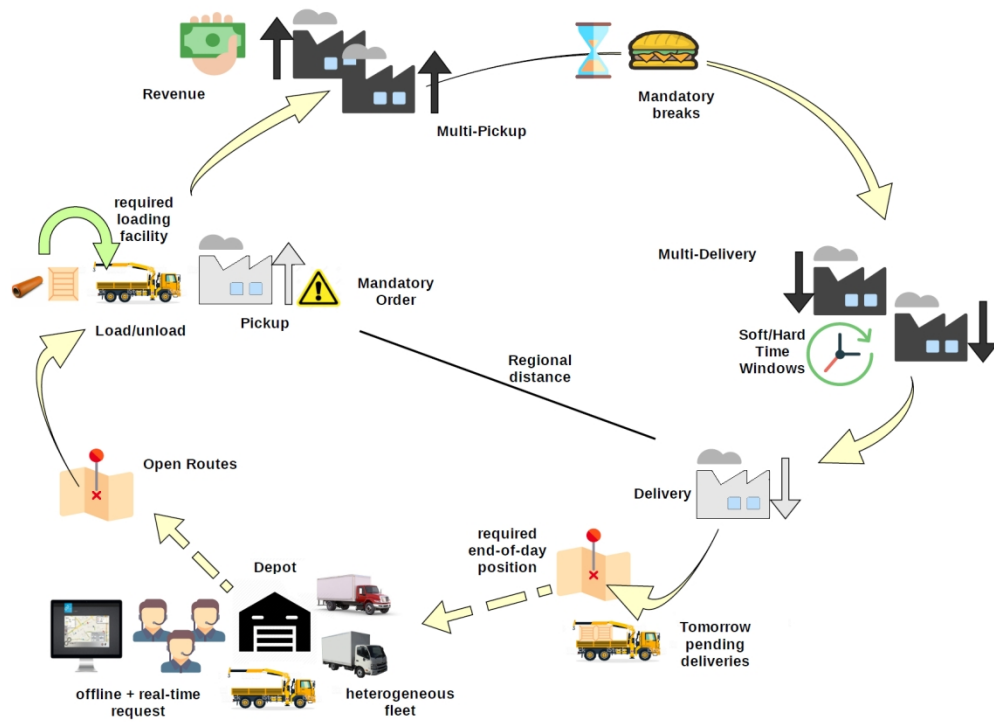 Revenue
Multi-Pickup
Mandatory
breaks
required
loading
facility
Multi-Delivery
Mandatory
Order
Pickup
Load/unload
Soft/Hard
Time
Windows
Regional
distance
Open Routes
Delivery
required
end-of-day
position
Depot
Tomorrow
pending
deliveries
offline + real-time
request
heterogeneous
fleet